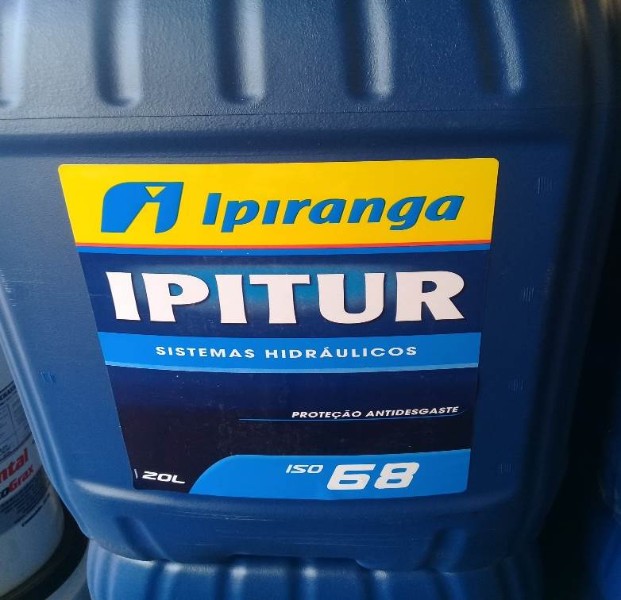 Ipiranga
IPITUR
SISTEMAS HIDRÁULICOS
PROTEÇÃO ANTIDESGASTE
20L
ISO 68